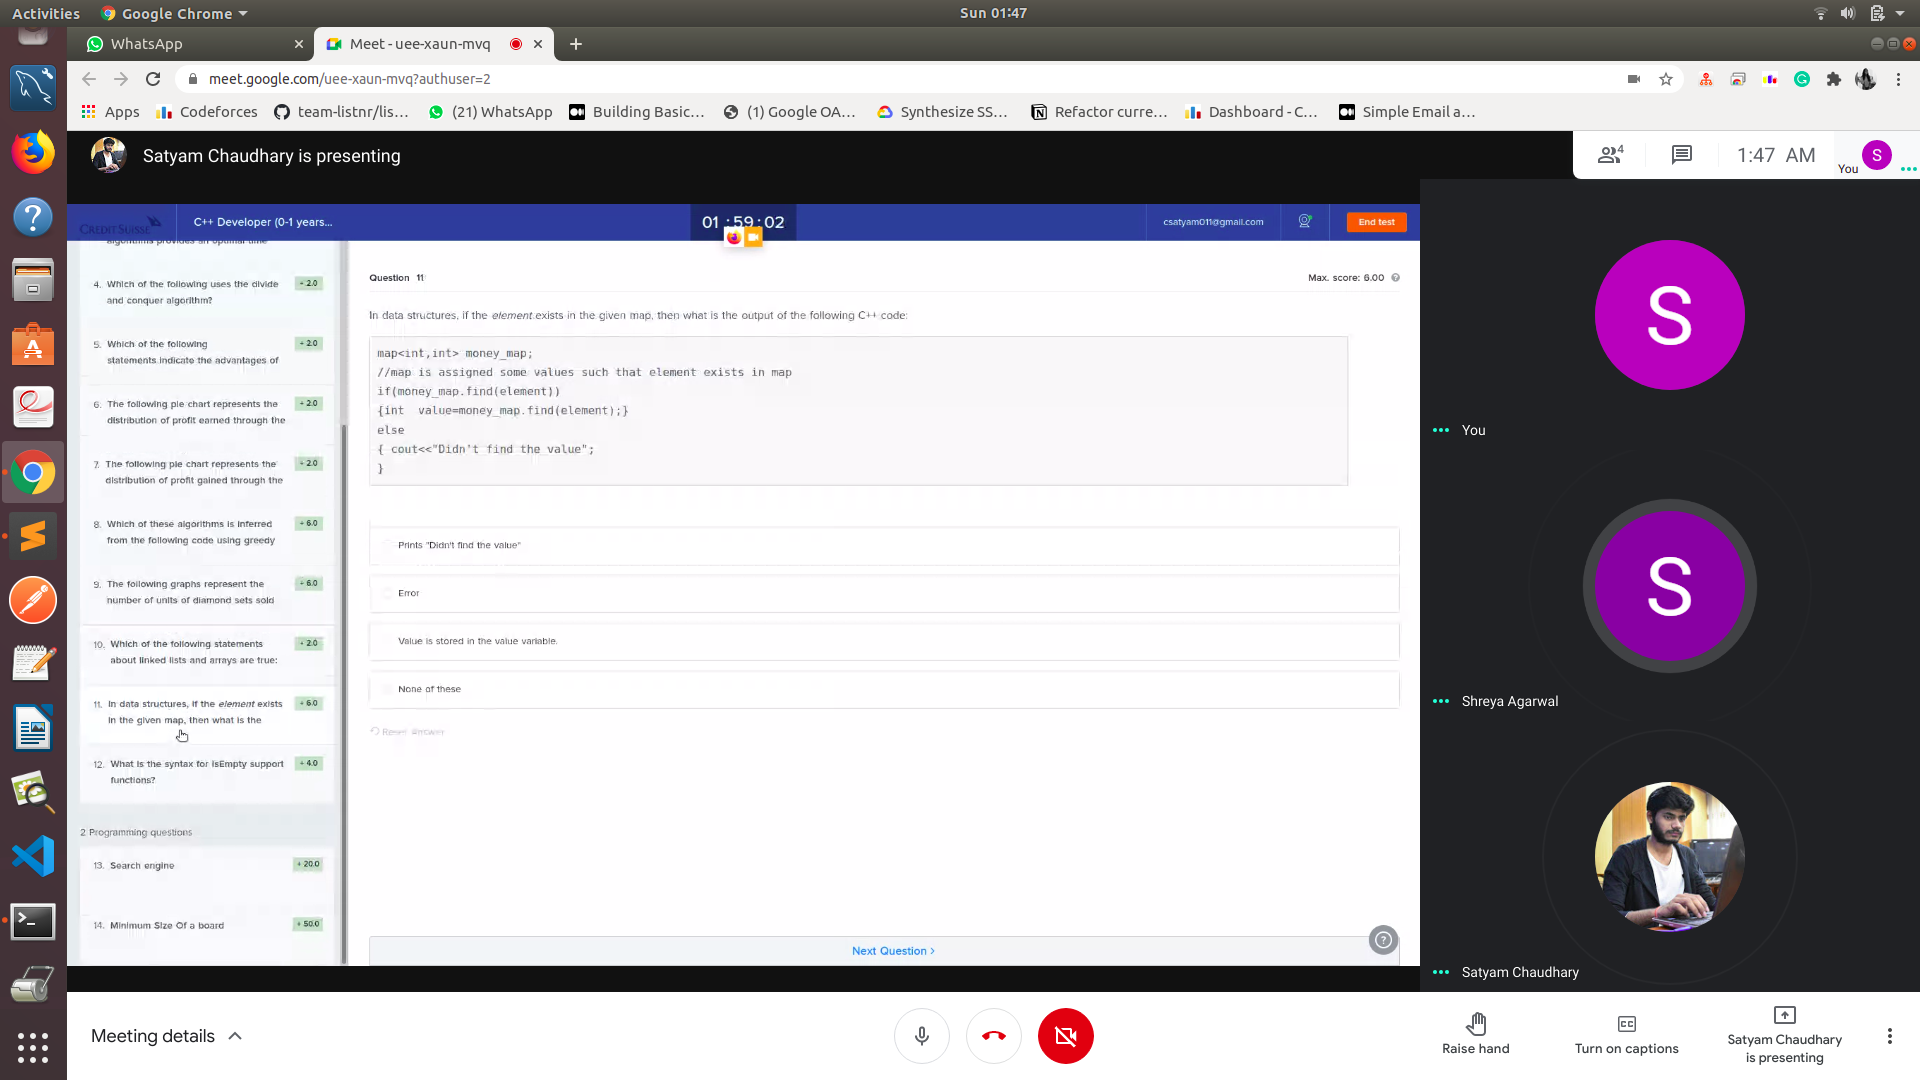 Activities
Google Chrome
Sun 01:47
WhatsApp
Meet - uee-xaun-mvq
meet.google.com/uee-xaun-mvq?authuser=2
Apps
Codeforces
team-listnr/lis...
(21) WhatsApp
Building Basic...
(1) Google OA...
Synthesize SS...
Refactor curre...
Dashboard - C...
Simple Email a...
Satyam Chaudhary is presenting
4
1:47 AM
You
S
CREDIT SUISSE
C++ Developer (0-1 years...
01 :59:02
csatyam011@gmail.com
End test
algorithms provides an optimal time
4. Which of the following uses the divide
and conquer algorithm?
+ 2.0
5. Which of the following
statements indicate the advantages of
+ 2.0
6. The following pie chart represents the
distribution of profit earned through the
+ 2.0
7. The following pie chart represents the
distribution of profit gained through the
+ 2.0
8. Which of these algorithms is inferred
from the following code using greedy
+ 6.0
9. The following graphs represent the
number of units of diamond sets sold
+ 6.0
10. Which of the following statements
about linked lists and arrays are true:
+ 2.0
11. In data structures, if the element exists
in the given map, then what is the
+ 6.0
12. What is the syntax for isEmpty support
functions?
+ 4.0
2 Programming questions
13. Search engine
+ 20.0
14. Minimum Size Of a board
+ 50.0
Question 11
Max. score: 6.00
In data structures, if the element exists in the given map, then what is the output of the following C++ code:
map<int,int> money_map;
//map is assigned some values such that element exists in map
if(money_map.find(element))
{int value=money_map.find(element);}
else
{ cout<<"Didn't find the value";
}
Prints "Didn't find the value"
Error
Value is stored in the value variable.
None of these
Reset Answer
Next Question >
S
You
S
Shreya Agarwal
Satyam Chaudhary
Meeting details
Raise hand
Turn on captions
Satyam Chaudhary
is presenting